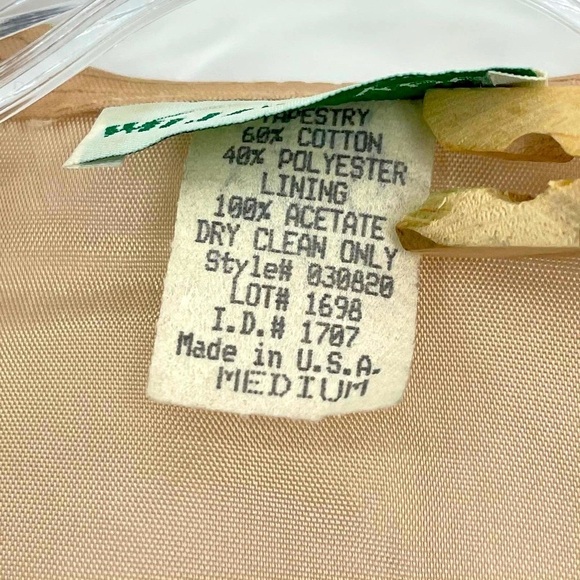 TAPESTRY
60% COTTON
40% POLYESTER
LINING
100% ACETATE
DRY CLEAN ONLY
Style# 030820
LOT# 1698
I.D.# 1707
Made in U.S.A.
MEDIUM